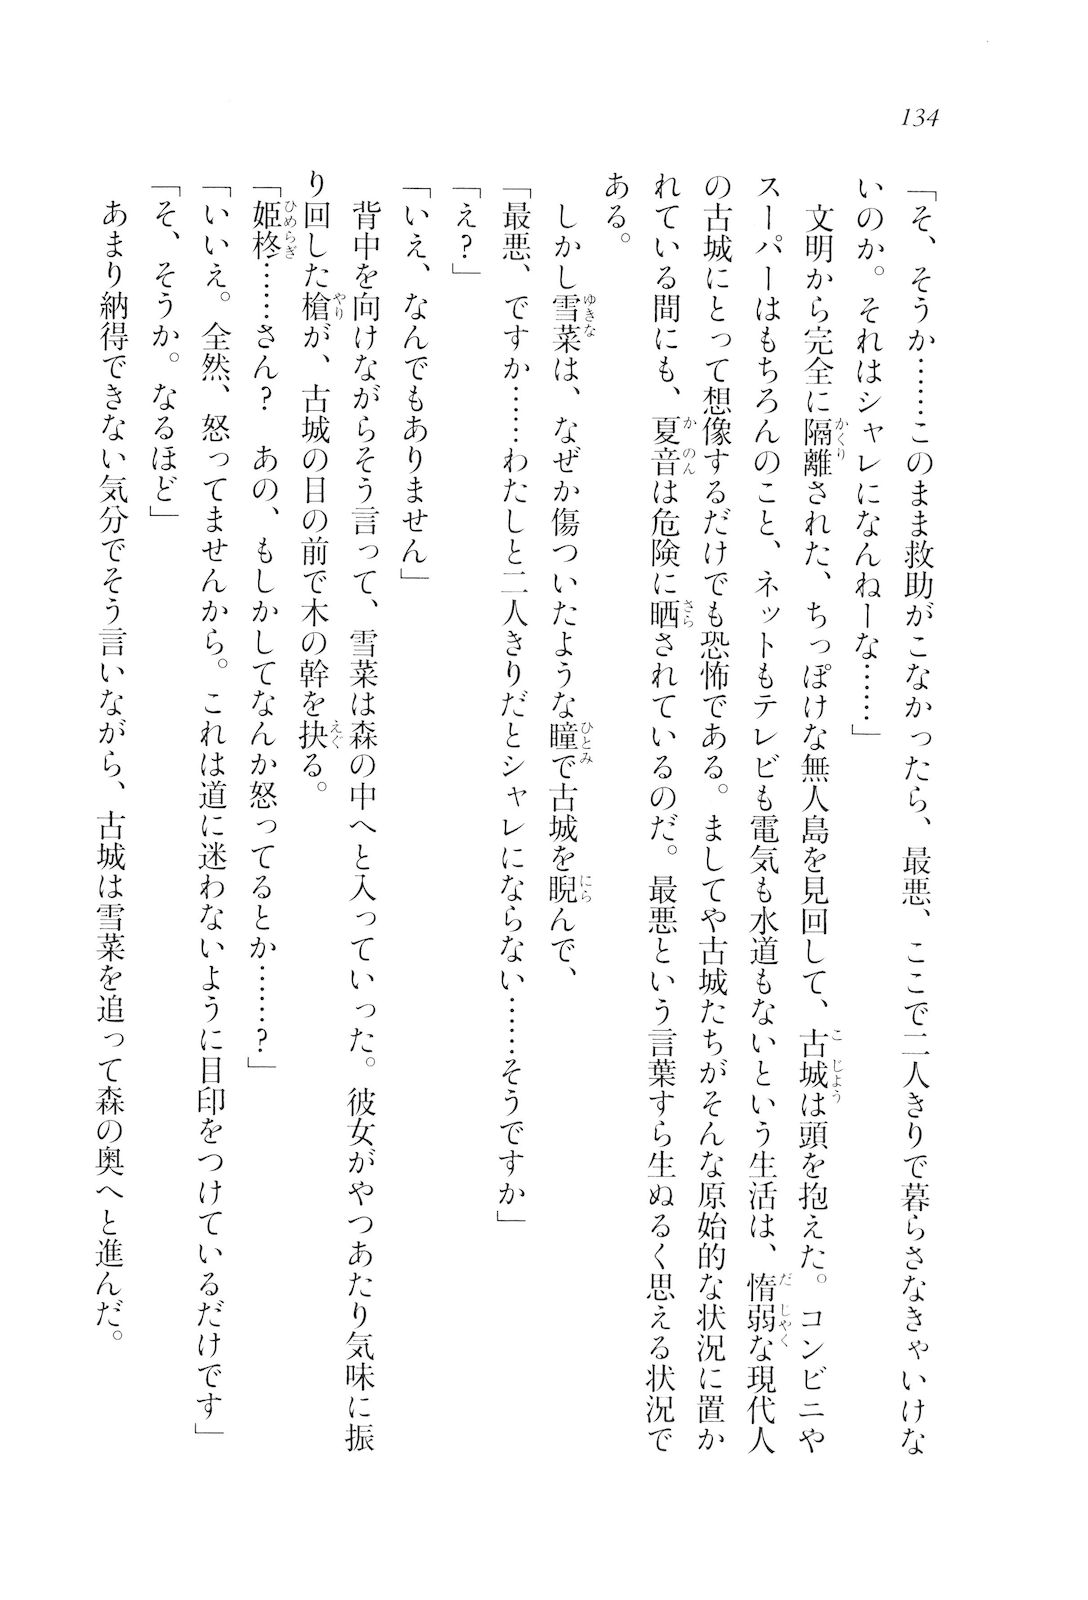 134
「そ、そうか……このまま救助がこなかったら、最悪、ここで二人きりで暮らさなきゃいけな
いのか。それはシャレになんねーな……」
文明から完全に隔離された、ちっぽけな無人島を見回して、古城は頭を抱えた。コンビニや
スーパーはもちろんのこと、ネットもテレビも電気も水道もないという生活は、惰弱な現代人
の古城にとって想像するだけでも恐怖である。ましてや古城たちがそんな原始的な状況に置か
れている間にも、夏音は危険に晒されているのだ。最悪という言葉すら生ぬるく思える状況で
ある。
しかし雪菜は、なぜか傷ついたような瞳で古城を睨んで、
「最悪、ですか……わたしと二人きりだとシャレにならない……そうですか」
「え？」
「いえ、なんでもありません」
背中を向けながらそう言って、雪菜は森の中へと入っていった。彼女がやつあたり気味に振
り回した槍が、古城の目の前で木の幹を抉る。
「姫柊……さん？　あの、もしかしてなんか怒ってるとか……？」
「いいえ。全然、怒ってませんから。これは道に迷わないように目印をつけているだけです」
「そ、そうか。なるほど」
あまり納得できない気分でそう言いながら、古城は雪菜を追って森の奥へと進んだ。